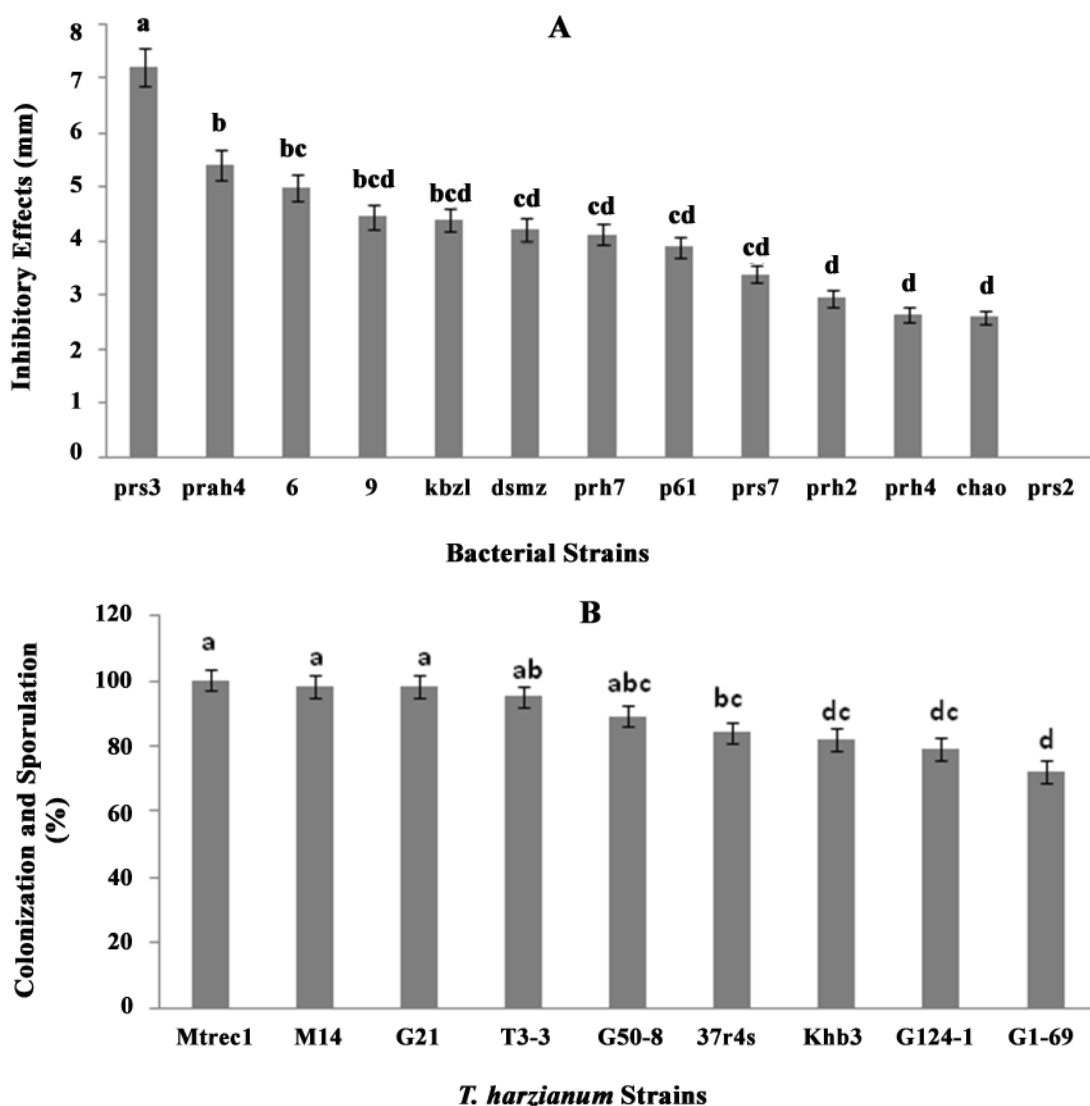 A
8
7
6
5
4
3
2
1
0
Inhibitory Effects (mm)
a
b
bc
bcd
bcd
cd
cd
cd
cd
d
d
d
prs3 prah4 6 9 kbzl dsmz prh7 p61 prs7 prh2 prh4 chao prs2
Bacterial Strains
B
120
100
80
60
40
20
0
Colonization and Sporulation
(%)
a
a
a
ab
abc
bc
dc
dc
d
Mtrec1 M14 G21 T3-3 G50-8 37r4s Khb3 G124-1 G1-69
T. harzianum Strains